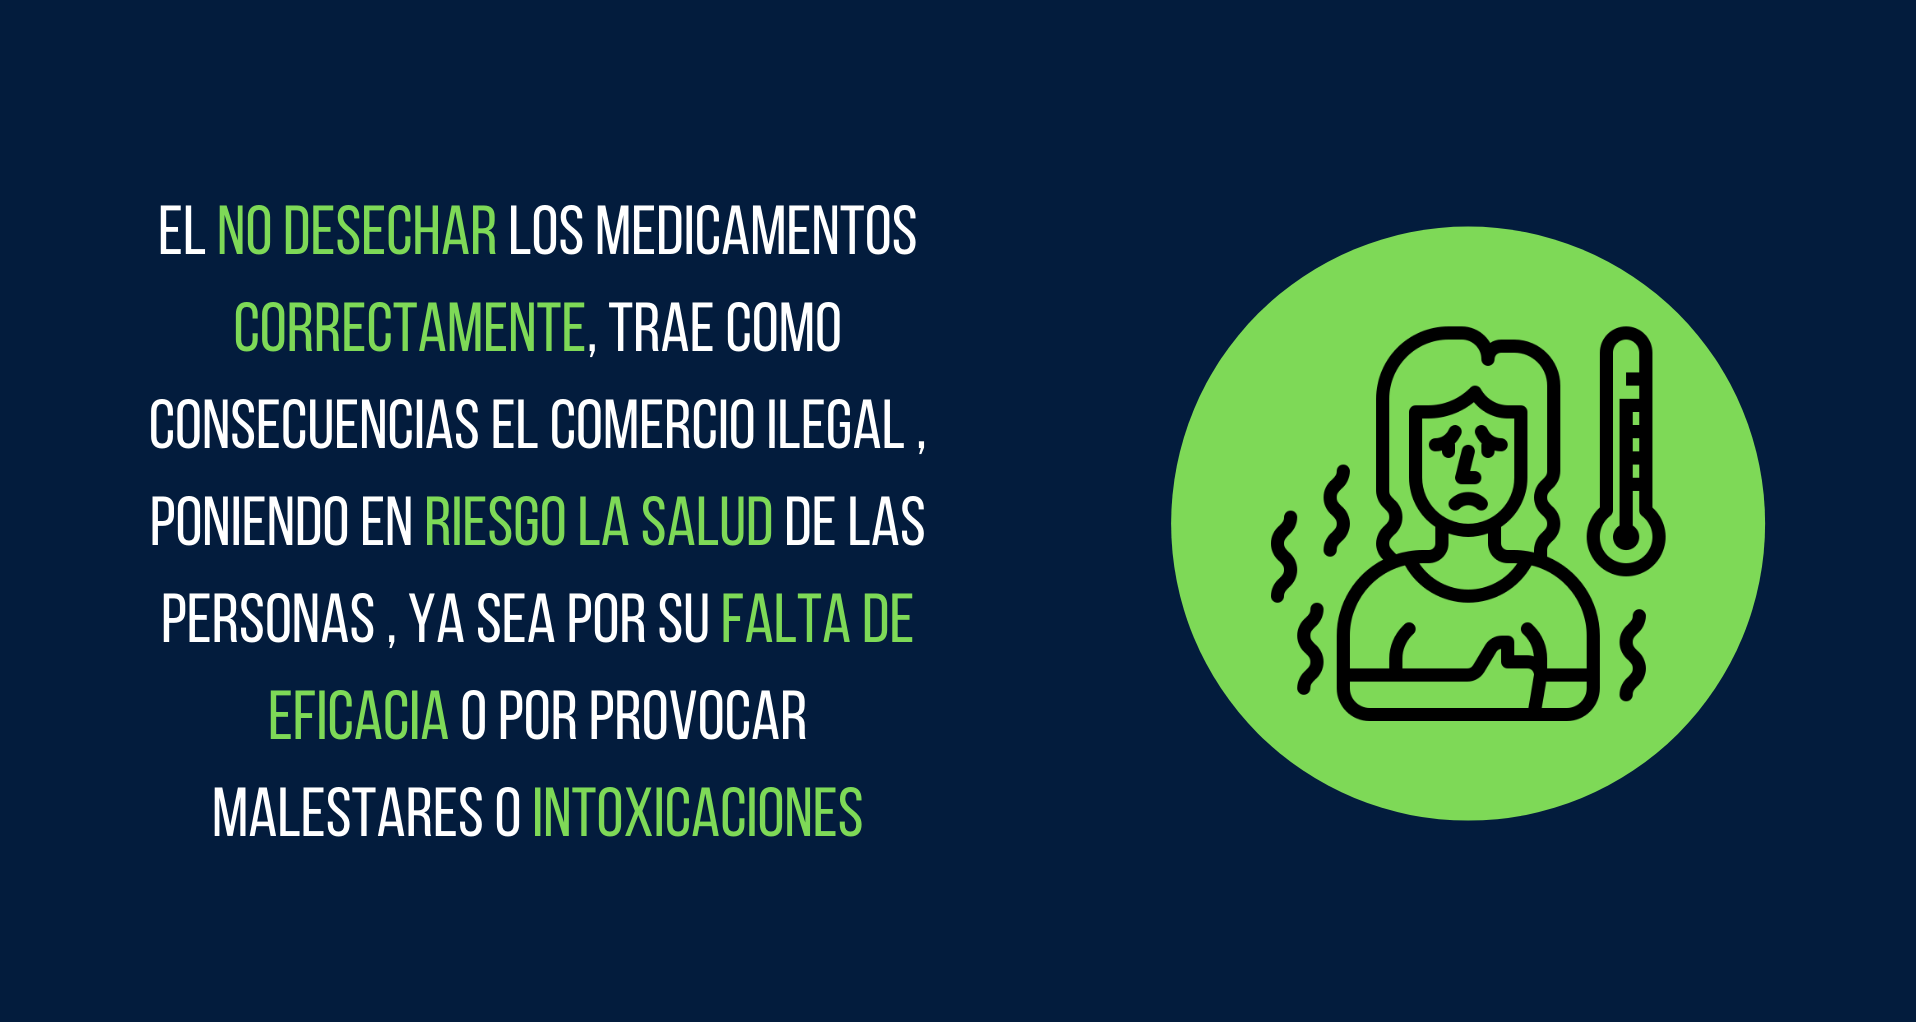 EL NO DESECHAR LOS MEDICAMENTOS
CORRECTAMENTE, TRAE COMO
CONSECUENCIAS EL COMERCIO ILEGAL ,
PONIENDO EN RIESGO LA SALUD DE LAS
PERSONAS , YA SEA POR SU FALTA DE
EFICACIA O POR PROVOCAR
MALESTARES O INTOXICACIONES